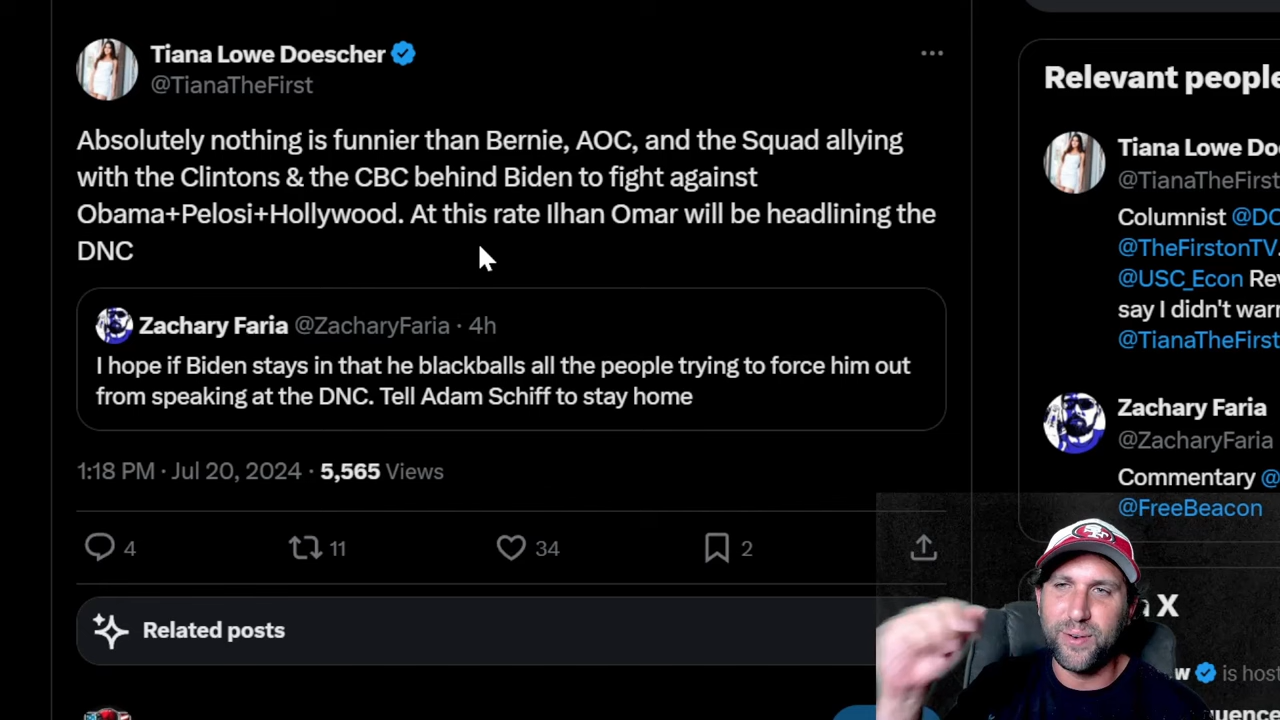 Tiana Lowe Doescher
@TianaTheFirst
Absolutely nothing is funnier than Bernie, AOC, and the Squad allying
with the Clintons & the CBC behind Biden to fight against
Obama+Pelosi+Hollywood. At this rate Ilhan Omar will be headlining the
DNC
Zachary Faria @ZacharyFaria · 4h
I hope if Biden stays in that he blackballs all the people trying to force him out
from speaking at the DNC. Tell Adam Schiff to stay home
1:18 PM · Jul 20, 2024 · 5,565 Views
4
11
34
2
Related posts
Relevant people
Tiana Lowe Do
@TianaTheFirst
Columnist @DC
@TheFirstonTV.
@USC_Econ Rev
say I didn't warn
@TianaTheFirst
Zachary Faria
@ZacharyFaria
Commentary @
@FreeBeacon
X
w is host